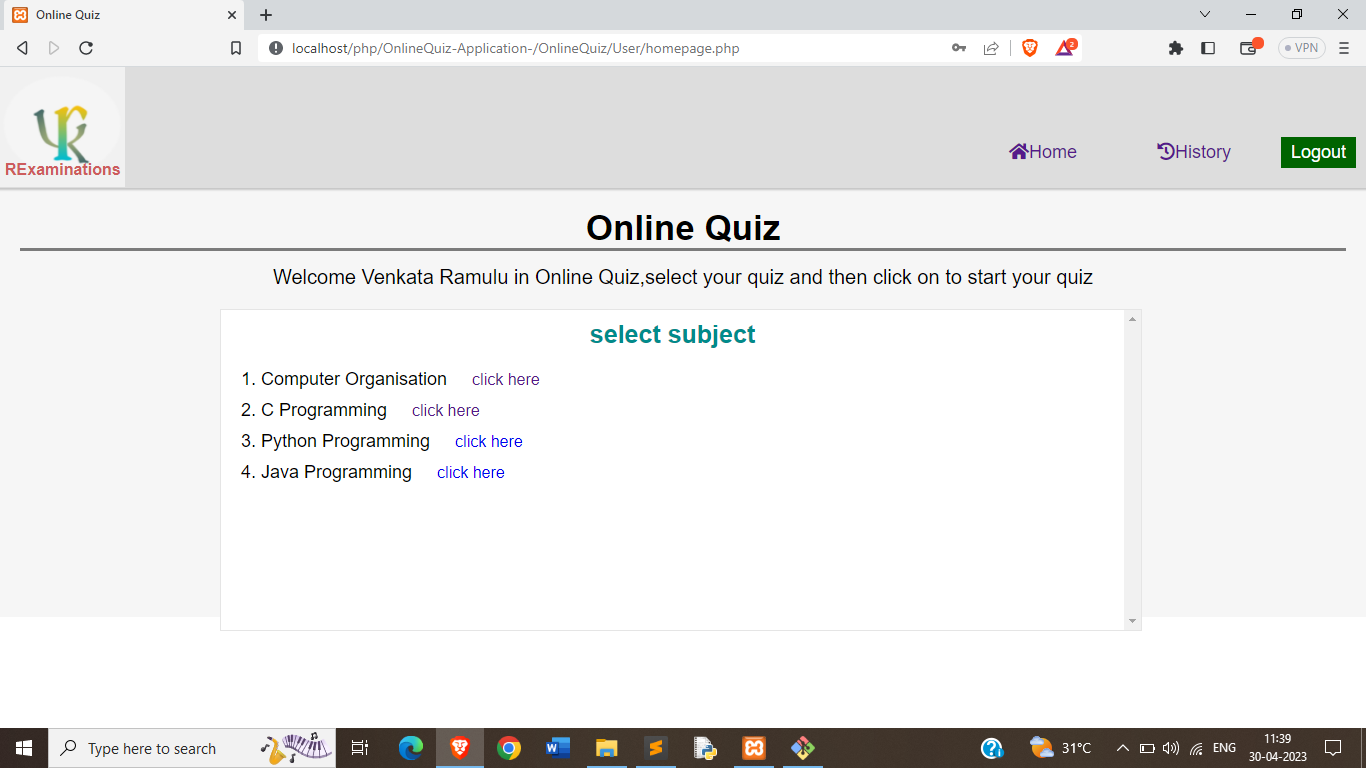 Online Quiz
localhost/php/OnlineQuiz-Application-/OnlineQuiz/User/homepage.php
2
VPN
RExaminations
Home
History
Logout
Online Quiz
Welcome Venkata Ramulu in Online Quiz,select your quiz and then click on to start your quiz
select subject
1. Computer Organisation click here
2. C Programming click here
3. Python Programming click here
4. Java Programming click here
Type here to search
31°C
ENG
11:39
30-04-2023